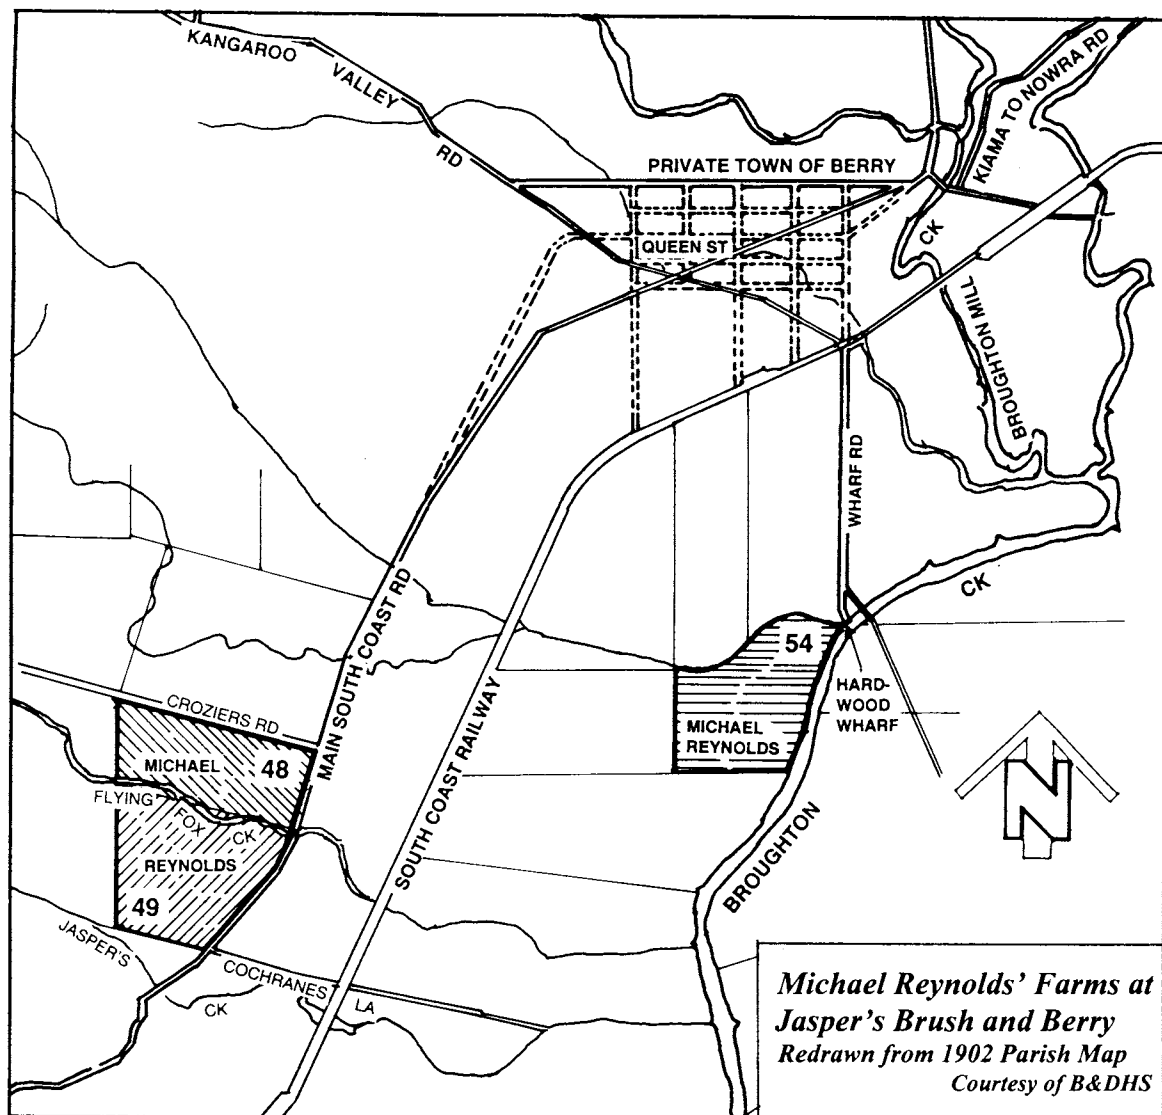 KANGAROO
VALLEY
RD
KIAMA TO NOWRA RD
PRIVATE TOWN OF BERRY
QUEEN ST
CK
BROUGHTON MILL
WHARF RD
CK
MAIN SOUTH COAST RD
54
HARD-
WOOD
WHARF
MICHAEL
REYNOLDS
CROZIERS RD
MICHAEL
48
SOUTH COAST RAILWAY
FLYING
FOX
CK
REYNOLDS
49
BROUGHTON
N
JASPER'S
CK
COCHRANES
LA
Michael Reynolds' Farms at
Jasper's Brush and Berry
Redrawn from 1902 Parish Map
Courtesy of B&DHS